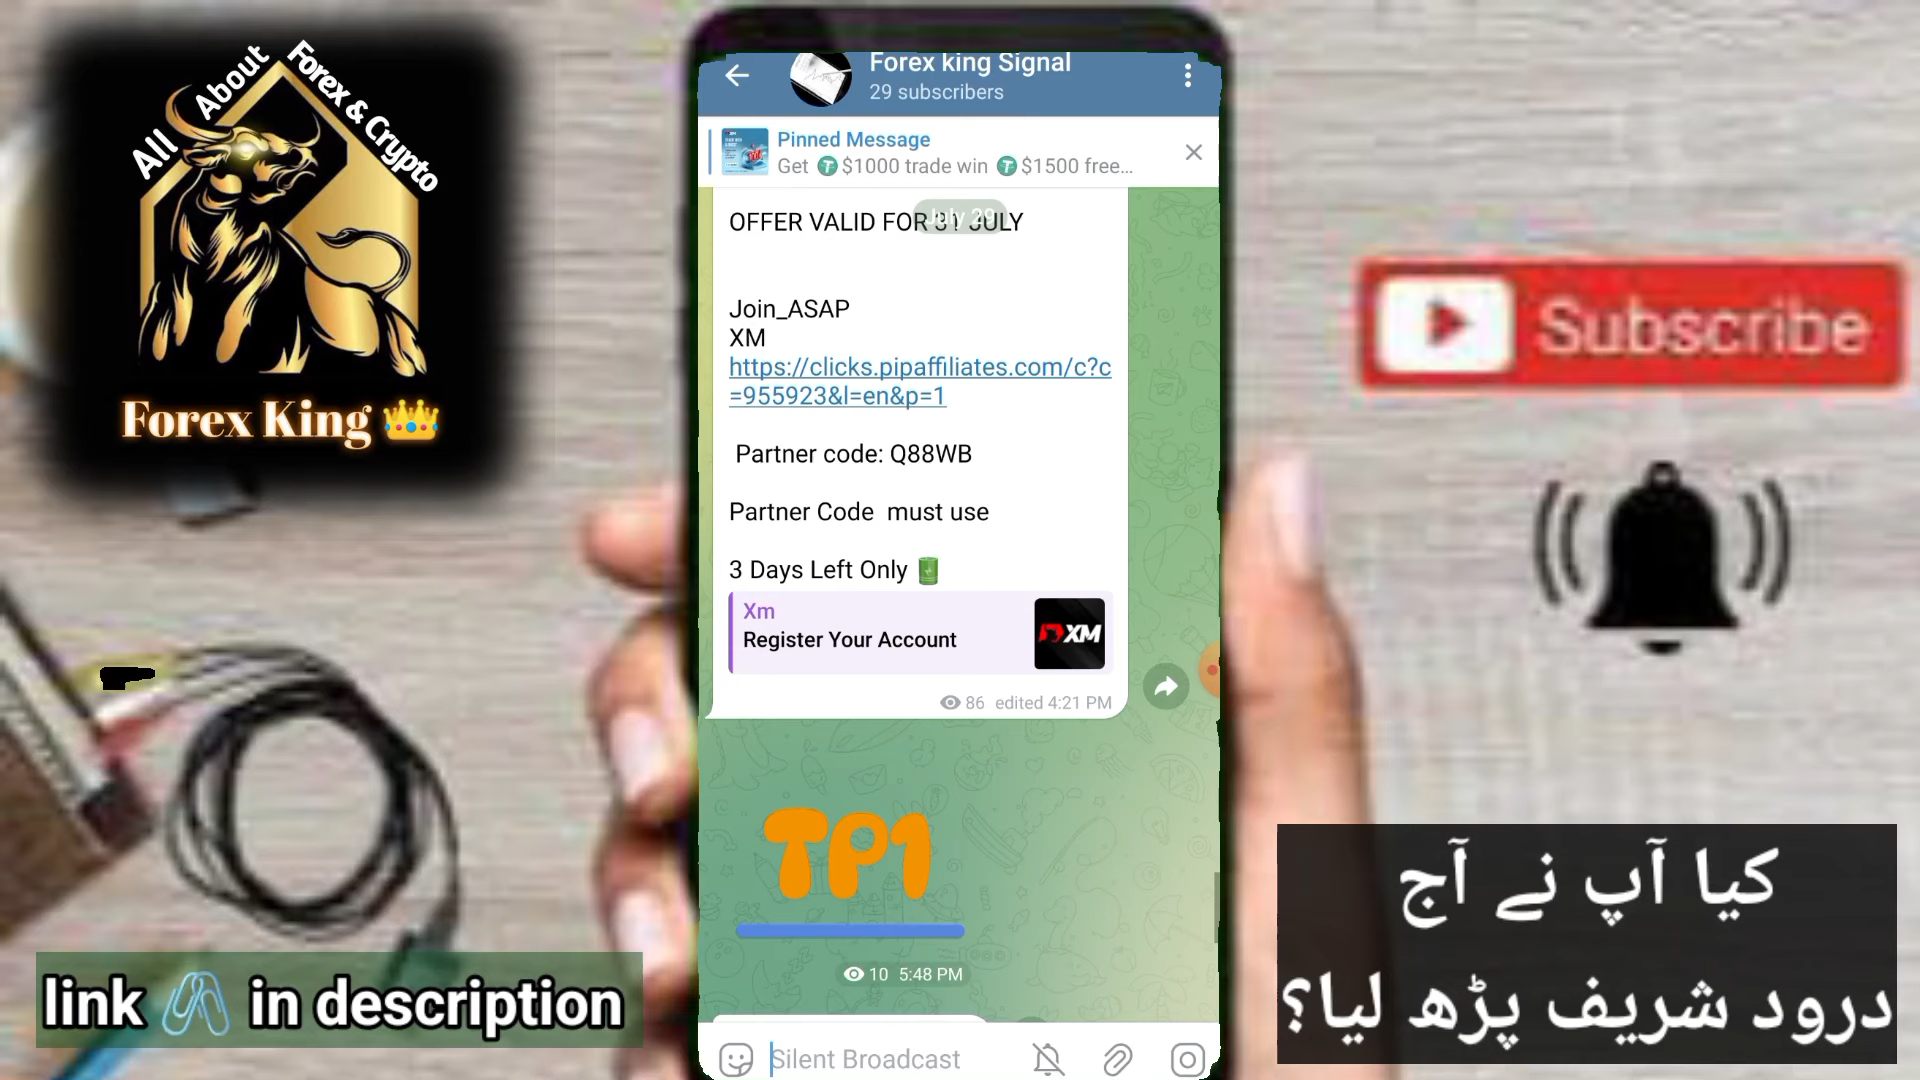 All About Forex & Crypto
Forex King
Forex king Signal
29 subscribers
Pinned Message
Get $1000 trade win $1500 free...
July 29
OFFER VALID FOR 31 JULY
Join_ASAP
XM
https://clicks.pipaffiliates.com/c?c
=955923&l=en&p=1
Partner code: Q88WB
Partner Code must use
3 Days Left Only
Xm
Register Your Account
XM
86 edited 4:21 PM
TP1
10 5:48 PM
Silent Broadcast
Subscribe
link in description
کیا آپ نے آج
درود شریف پڑھ لیا؟